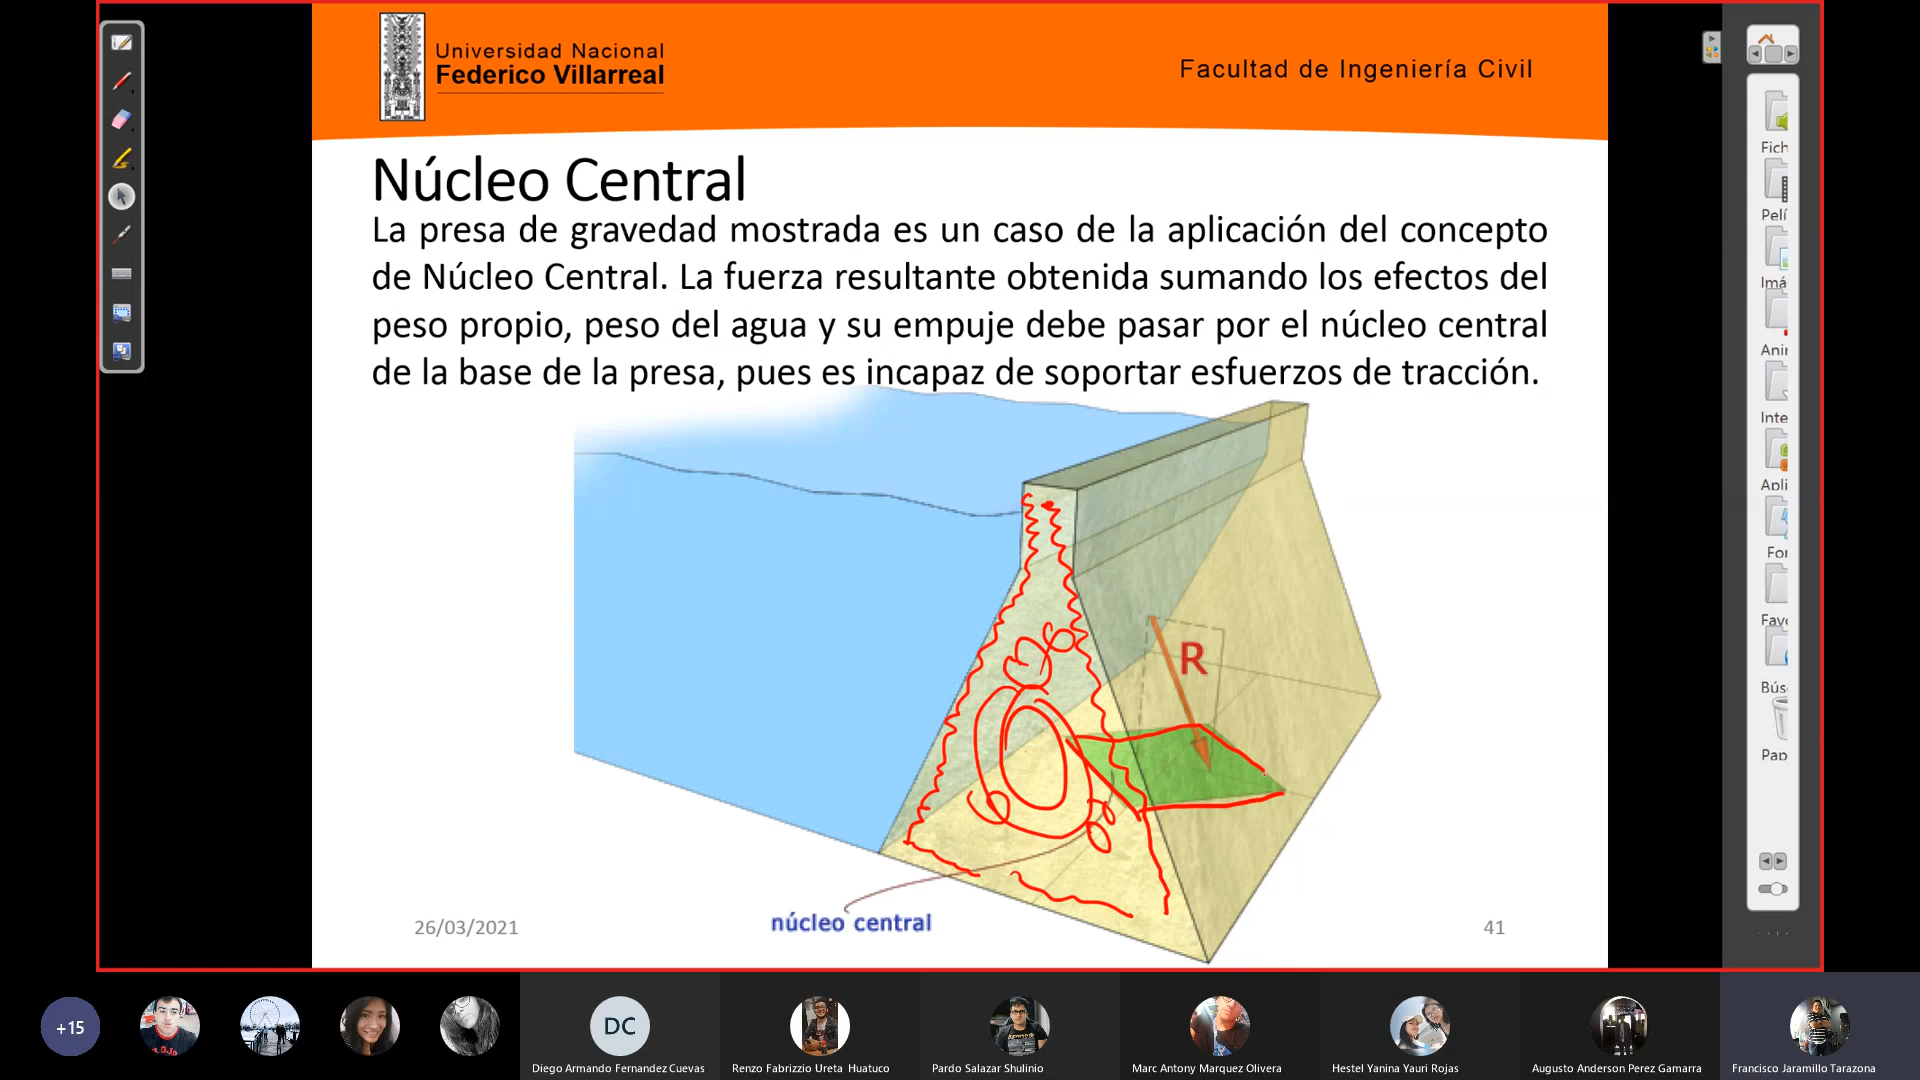 Universidad Nacional
Federico Villarreal
Facultad de Ingeniería Civil
Núcleo Central
La presa de gravedad mostrada es un caso de la aplicación del concepto
de Núcleo Central. La fuerza resultante obtenida sumando los efectos del
peso propio, peso del agua y su empuje debe pasar por el núcleo central
de la base de la presa, pues es incapaz de soportar esfuerzos de tracción.
R
núcleo central
26/03/2021
41
Fich
Pelí
Imá
Anir
Inte
Apli
For
Favo
Bús
Pap
+15
DC
Diego Armando Fernandez Cuevas
Renzo Fabrizzio Ureta Huatuco
Pardo Salazar Shulinio
Marc Antony Marquez Olivera
Hestel Yanina Yauri Rojas
Augusto Anderson Perez Gamarra
Francisco Jaramillo Tarazona